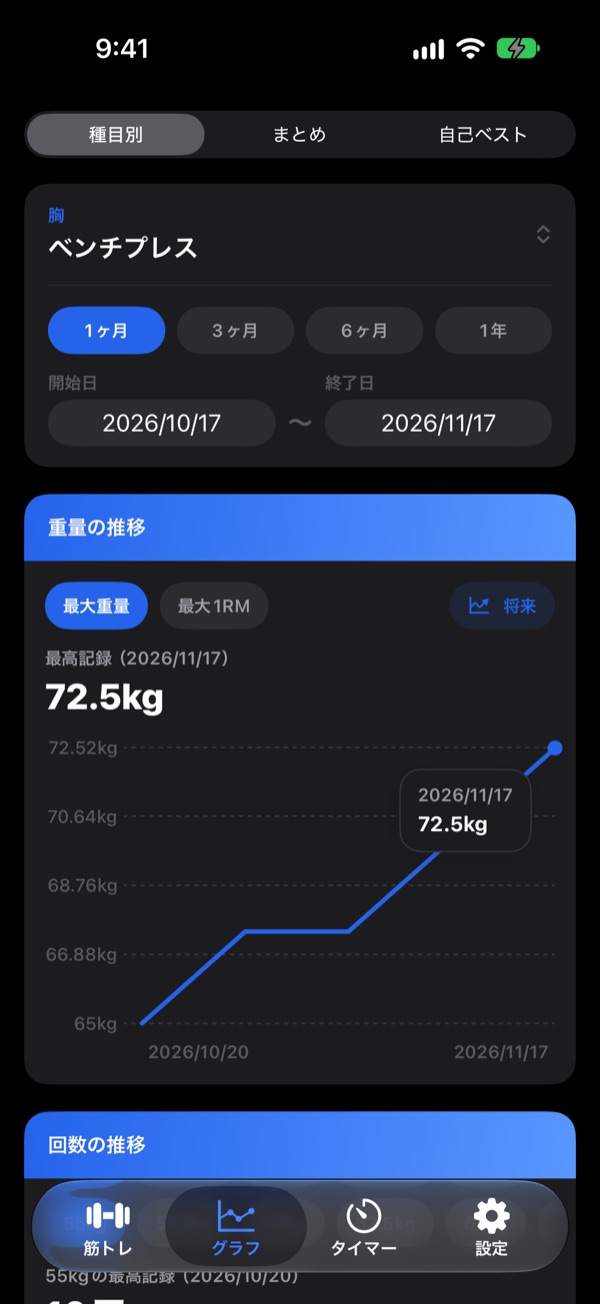 9:41
種目別 まとめ 自己ベスト
胸
ベンチプレス
1ヶ月 3ヶ月 6ヶ月 1年
開始日 終了日
2026/10/17 〜 2026/11/17
重量の推移
最大重量 最大1RM 将来
最高記録（2026/11/17）
72.5kg
72.52kg
2026/11/17
70.64kg
72.5kg
68.76kg
66.88kg
65kg
2026/10/20 2026/11/17
回数の推移
筋トレ グラフ タイマー 設定
55kgの最高記録（2026/10/20）